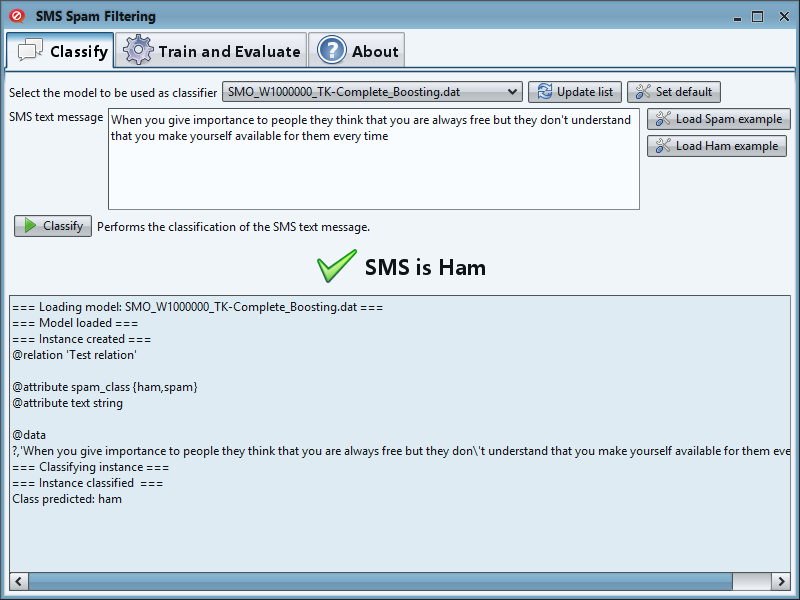 SMS Spam Filtering
Classify
Train and Evaluate
About
Select the model to be used as classifier
SMO_W1000000_TK-Complete_Boosting.dat
Update list
Set default
SMS text message
When you give importance to people they think that you are always free but they don't understand
that you make yourself available for them every time
Load Spam example
Load Ham example
Classify
Performs the classification of the SMS text message.
SMS is Ham
=== Loading model: SMO_W1000000_TK-Complete_Boosting.dat ===
=== Model loaded ===
=== Instance created ===
@relation 'Test relation'
@attribute spam_class {ham,spam}
@attribute text string
@data
?,'When you give importance to people they think that you are always free but they don\'t understand that you make yourself available for them eve
=== Classifying instance ===
=== Instance classified  ===
Class predicted: ham